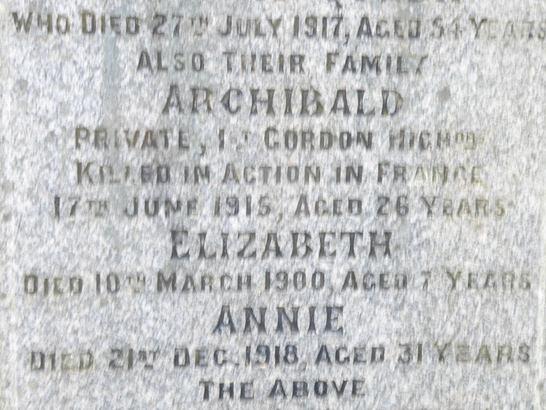 WHO DIED 27TH JULY 1917, AGED 54 YEARS
ALSO THEIR FAMILY
ARCHIBALD
PRIVATE, 1ST GORDON HIGHDRS
KILLED IN ACTION IN FRANCE
17TH JUNE 1915, AGED 26 YEARS
ELIZABETH
DIED 10TH MARCH 1900, AGED 7 YEARS
ANNIE
DIED 21ST DEC. 1918, AGED 31 YEARS
THE ABOVE